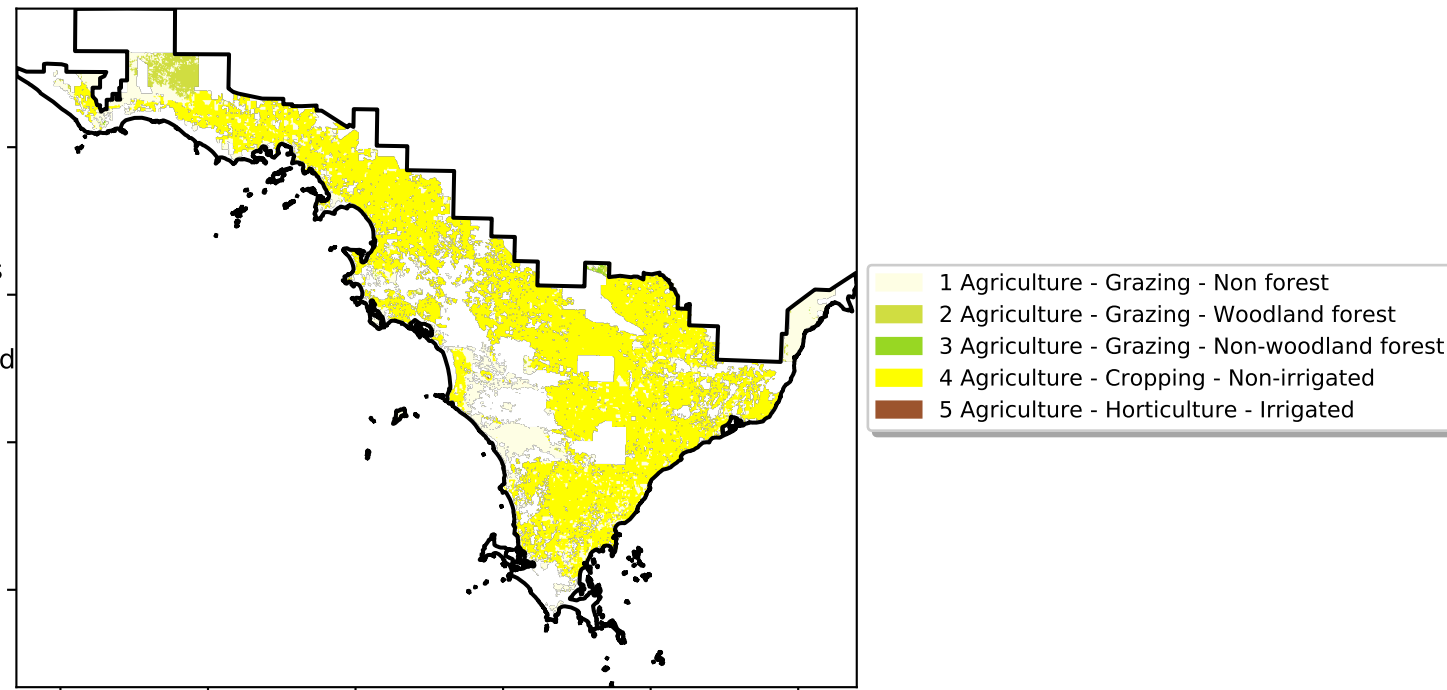 1 Agriculture - Grazing - Non forest
2 Agriculture - Grazing - Woodland forest
3 Agriculture - Grazing - Non-woodland forest
4 Agriculture - Cropping - Non-irrigated
5 Agriculture - Horticulture - Irrigated